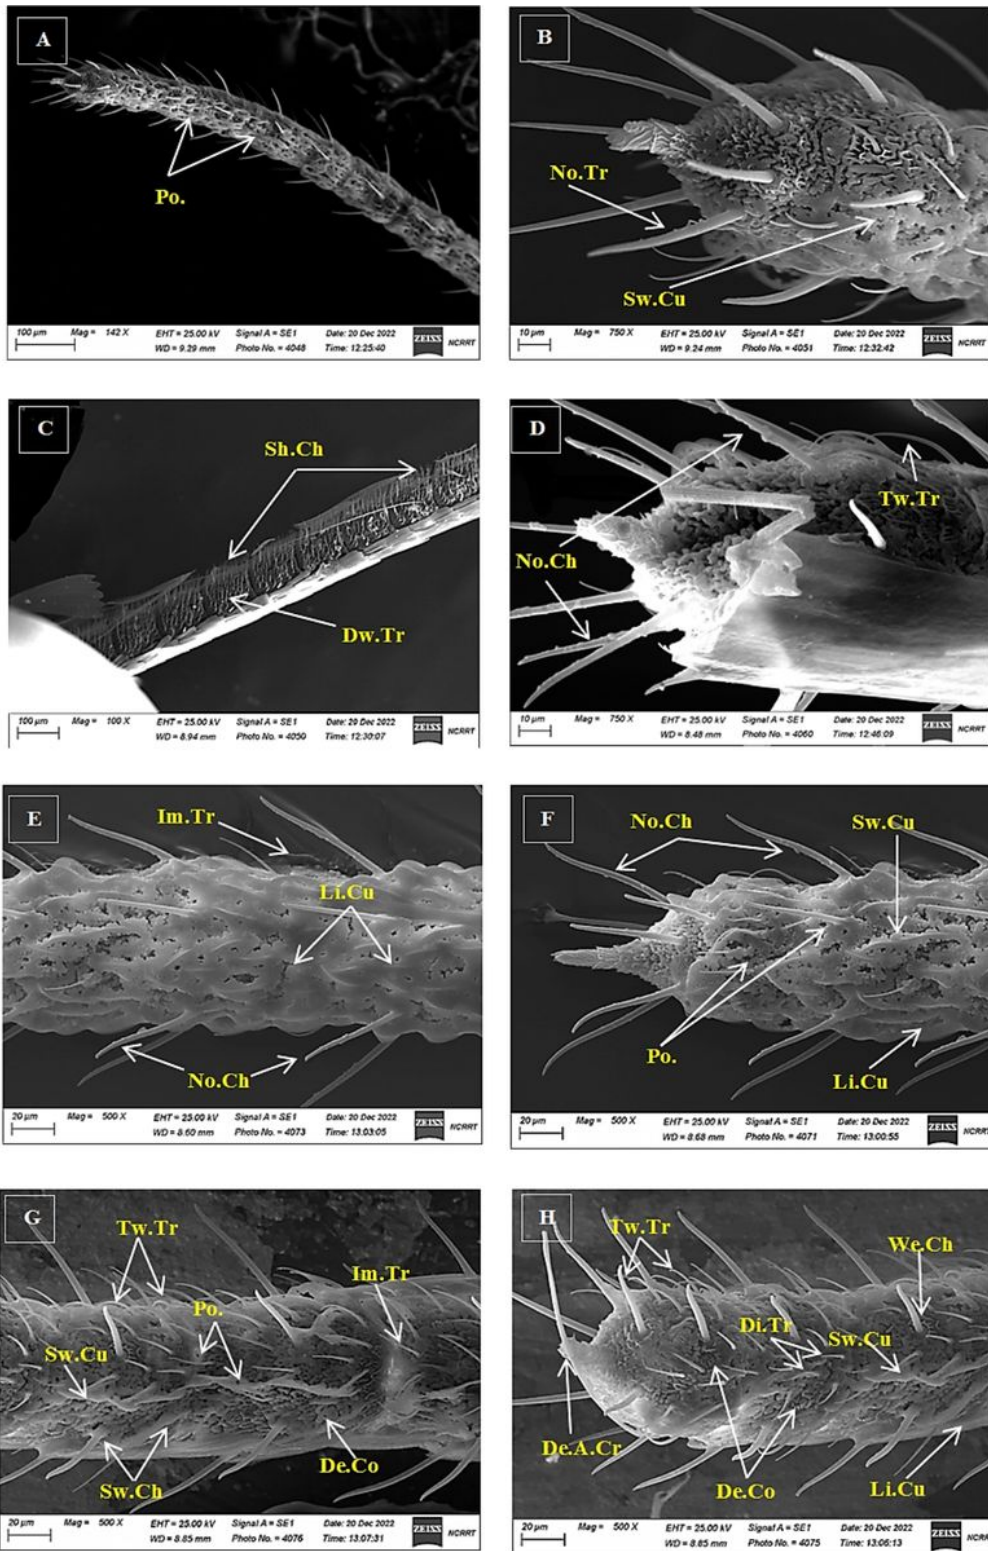 A
Po.
100 µm Mag = 142 X EHT = 25.00 kV Signal A = SE1 Date: 20 Dec 2022 ZEISS NCRRT
WD = 9.29 mm Photo No. = 4048 Time: 12:25:40
B
No.Tr
Sw.Cu
10 µm Mag = 750 X EHT = 25.00 kV Signal A = SE1 Date: 20 Dec 2022 ZEISS NCRRT
WD = 9.24 mm Photo No. = 4051 Time: 12:32:42
C
Sh.Ch
Dw.Tr
100 µm Mag = 100 X EHT = 25.00 kV Signal A = SE1 Date: 20 Dec 2022 ZEISS NCRRT
WD = 8.94 mm Photo No. = 4050 Time: 12:30:07
D
Tw.Tr
No.Ch
10 µm Mag = 750 X EHT = 25.00 kV Signal A = SE1 Date: 20 Dec 2022 ZEISS NCRRT
WD = 8.48 mm Photo No. = 4060 Time: 12:46:09
E
Im.Tr
Li.Cu
No.Ch
20 µm Mag = 500 X EHT = 25.00 kV Signal A = SE1 Date: 20 Dec 2022 ZEISS NCRRT
WD = 8.60 mm Photo No. = 4073 Time: 13:03:05
F
No.Ch
Sw.Cu
Po.
Li.Cu
20 µm Mag = 500 X EHT = 25.00 kV Signal A = SE1 Date: 20 Dec 2022 ZEISS NCRRT
WD = 8.68 mm Photo No. = 4071 Time: 13:00:55
G
Tw.Tr
Im.Tr
Po.
Sw.Cu
De.Co
Sw.Ch
20 µm Mag = 500 X EHT = 25.00 kV Signal A = SE1 Date: 20 Dec 2022 ZEISS NCRRT
WD = 8.85 mm Photo No. = 4076 Time: 13:07:31
H
Tw.Tr
We.Ch
Di.Tr
Sw.Cu
De.A.Cr
De.Co
Li.Cu
20 µm Mag = 500 X EHT = 25.00 kV Signal A = SE1 Date: 20 Dec 2022 ZEISS NCRRT
WD = 8.85 mm Photo No. = 4075 Time: 13:06:13